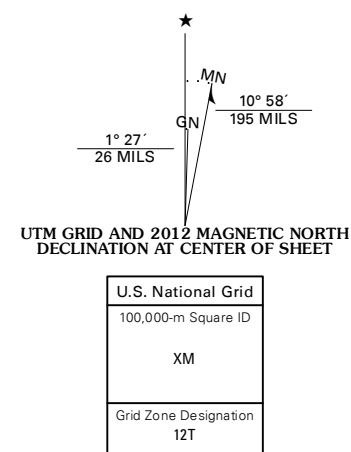 ★
MN
GN
10° 58´
195 MILS
1° 27´
26 MILS
UTM GRID AND 2012 MAGNETIC NORTH
DECLINATION AT CENTER OF SHEET
U.S. National Grid
100,000-m Square ID
XM
Grid Zone Designation
12T